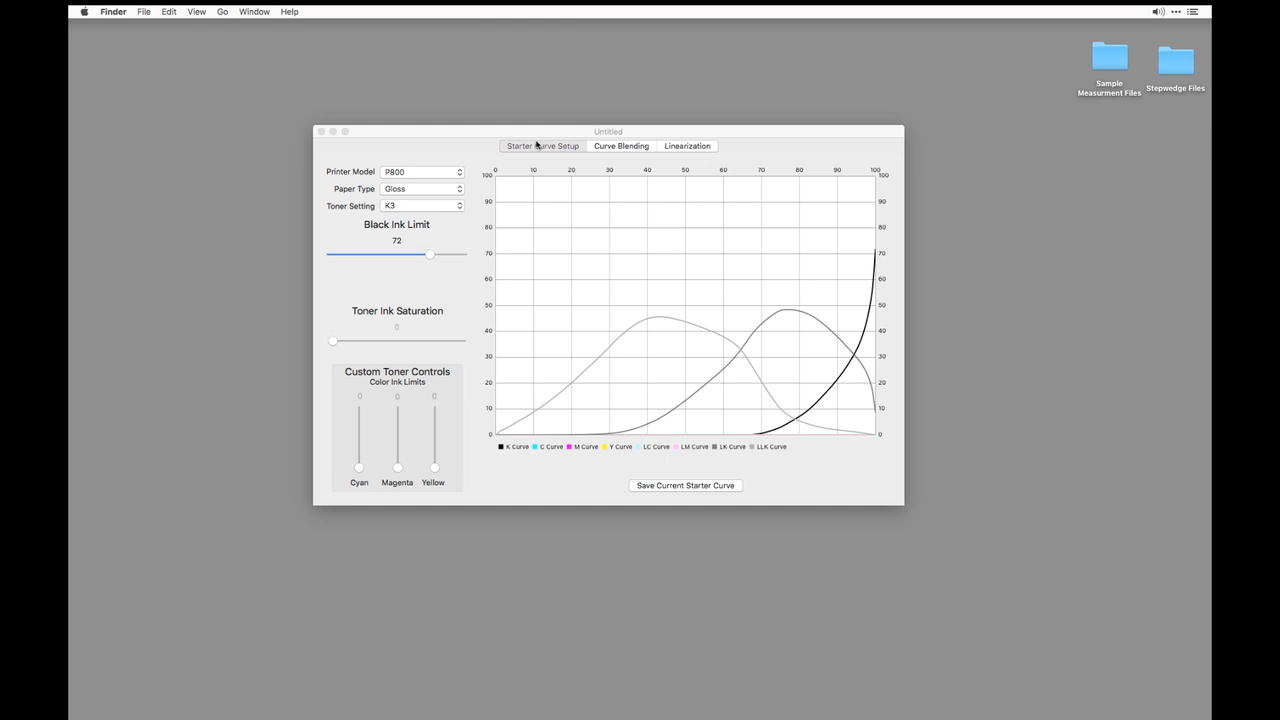 Finder File Edit View Go Window Help
Sample
Measurment Files
Stepwedge Files
Untitled
Starter Curve Setup Curve Blending Linearization
Printer Model P800
Paper Type Gloss
Toner Setting K3
Black Ink Limit
72
Toner Ink Saturation
0
Custom Toner Controls
Color Ink Limits
0 0 0
Cyan Magenta Yellow
0 10 20 30 40 50 60 70 80 90 100
100 100
90 90
80 80
70 70
60 60
50 50
40 40
30 30
20 20
10 10
0 0
K Curve C Curve M Curve Y Curve LC Curve LM Curve LK Curve LLK Curve
Save Current Starter Curve